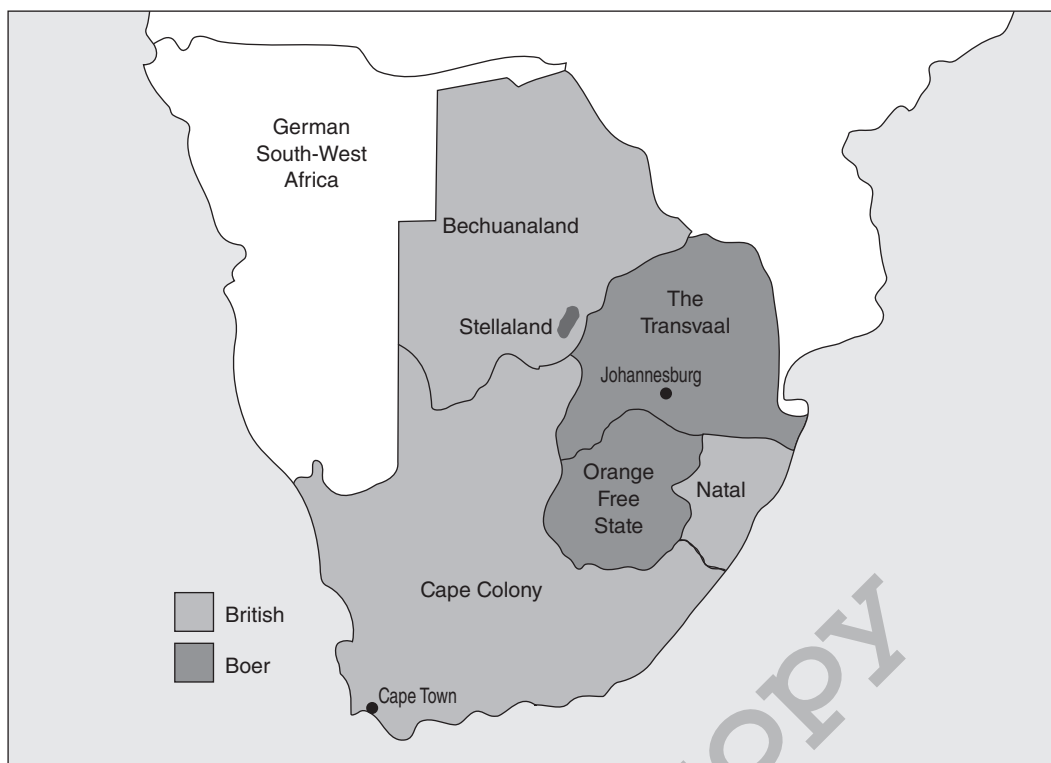 German
South-West
Africa
Bechuanaland
The
Transvaal
Stellaland
Johannesburg
Orange
Free
State
Natal
Cape Colony
British
Boer
Cape Town
opy